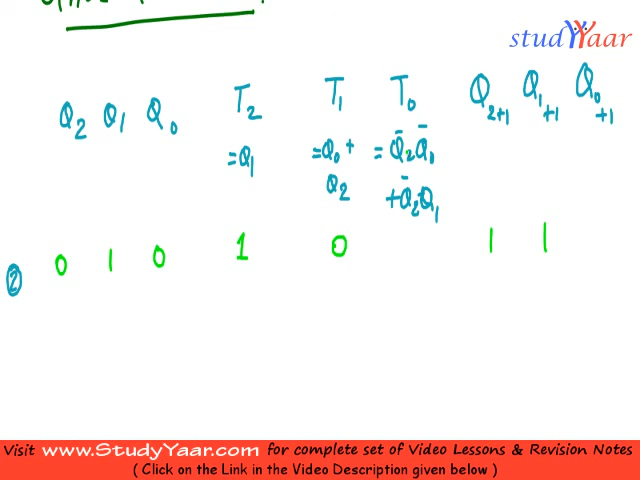 studYYaar
Q2 Q1 Q0 T2 T1 T0 Q2+1 Q1+1 Q0+1
=Q1 =Q0+Q2 =Q̄2Q̄0+Q̄2Q1
② 0 1 0 1 0 1 1
Visit www.StudyYaar.com for complete set of Video Lessons & Revision Notes
( Click on the Link in the Video Description given below )